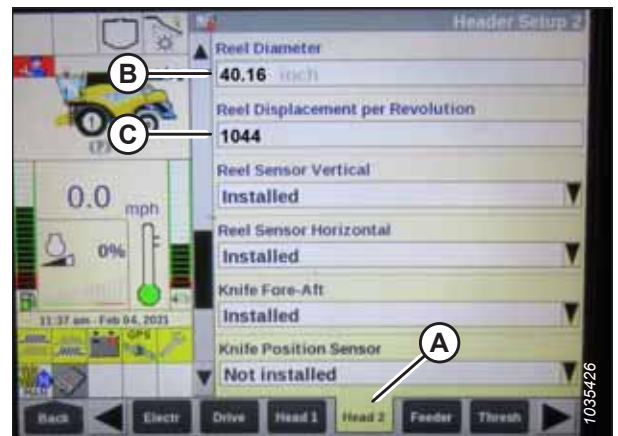 Header Setup 2
Reel Diameter
B
40.16 inch
Reel Displacement per Revolution
C
1044
Reel Sensor Vertical
Installed
0.0 mph
Reel Sensor Horizontal
0%
Installed
Knife Fore-Aft
Installed
11:37 am - Feb 04, 2021
GPS
Knife Position Sensor
A
Not installed
Back
Electr
Drive
Head 1
Head 2
Feeder
Thresh
1035426